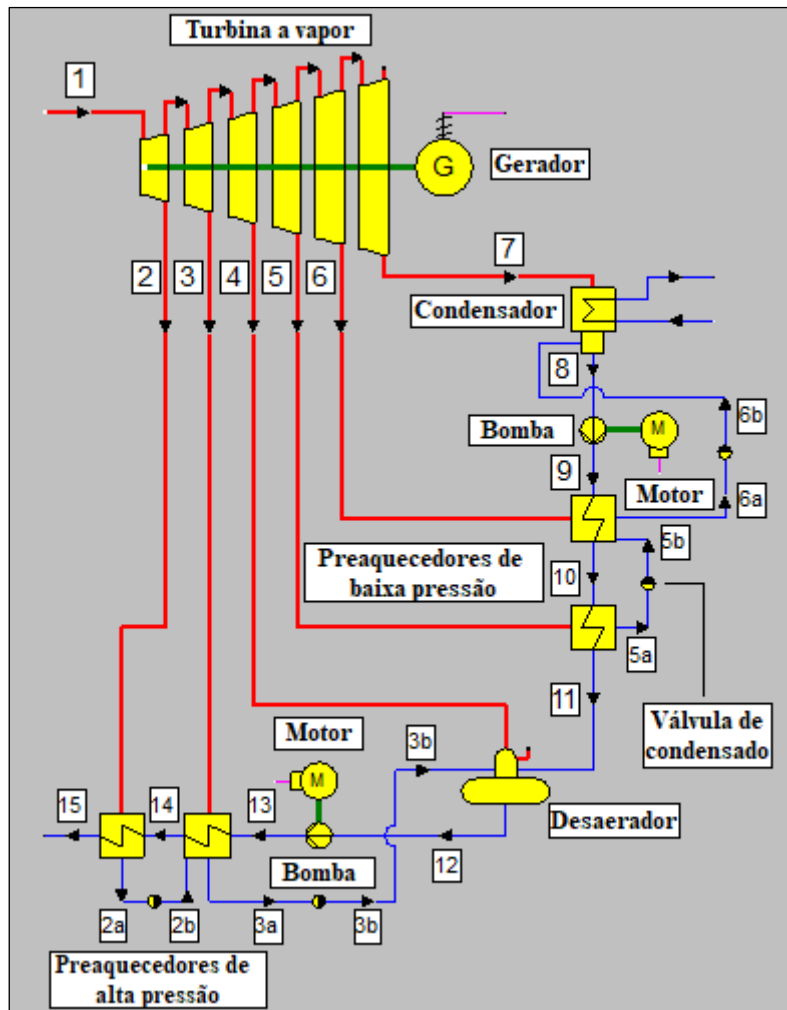 Turbina a vapor
1
G
Gerador
2
3
4
5
6
7
Condensador
8
6b
Bomba
M
9
Motor
6a
5b
Preaquecedores de
baixa pressão
10
5a
11
Válvula de
condensado
Motor
3b
M
15
14
13
Desaerador
12
Bomba
2a
2b
3a
3b
Preaquecedores de
alta pressão